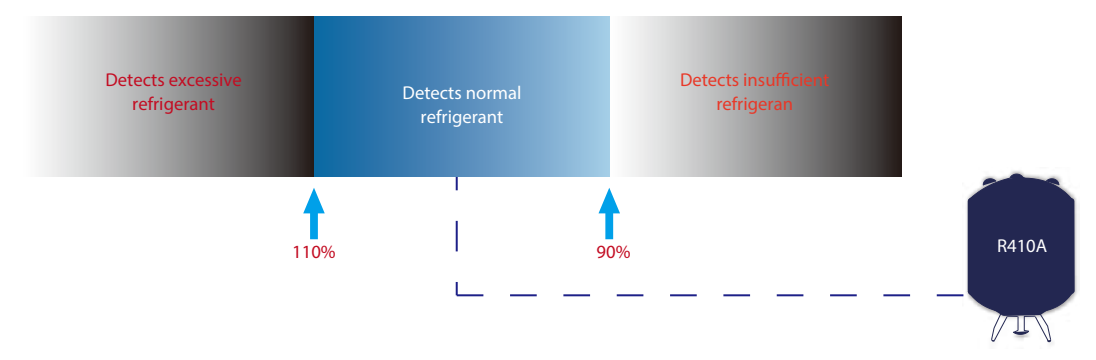 Detects excessive
refrigerant
Detects normal
refrigerant
Detects insufficient
refrigeran
110%
90%
R410A